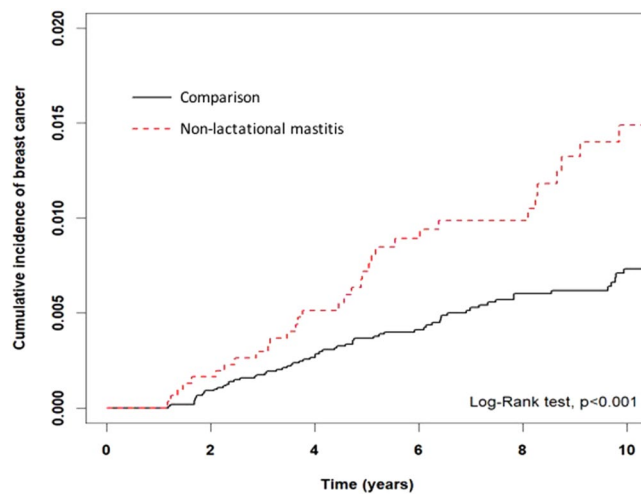 0.020
0.015
0.010
0.005
0.000
Cumulative incidence of breast cancer
Comparison
Non-lactational mastitis
Log-Rank test, p<0.001
0 2 4 6 8 10
Time (years)